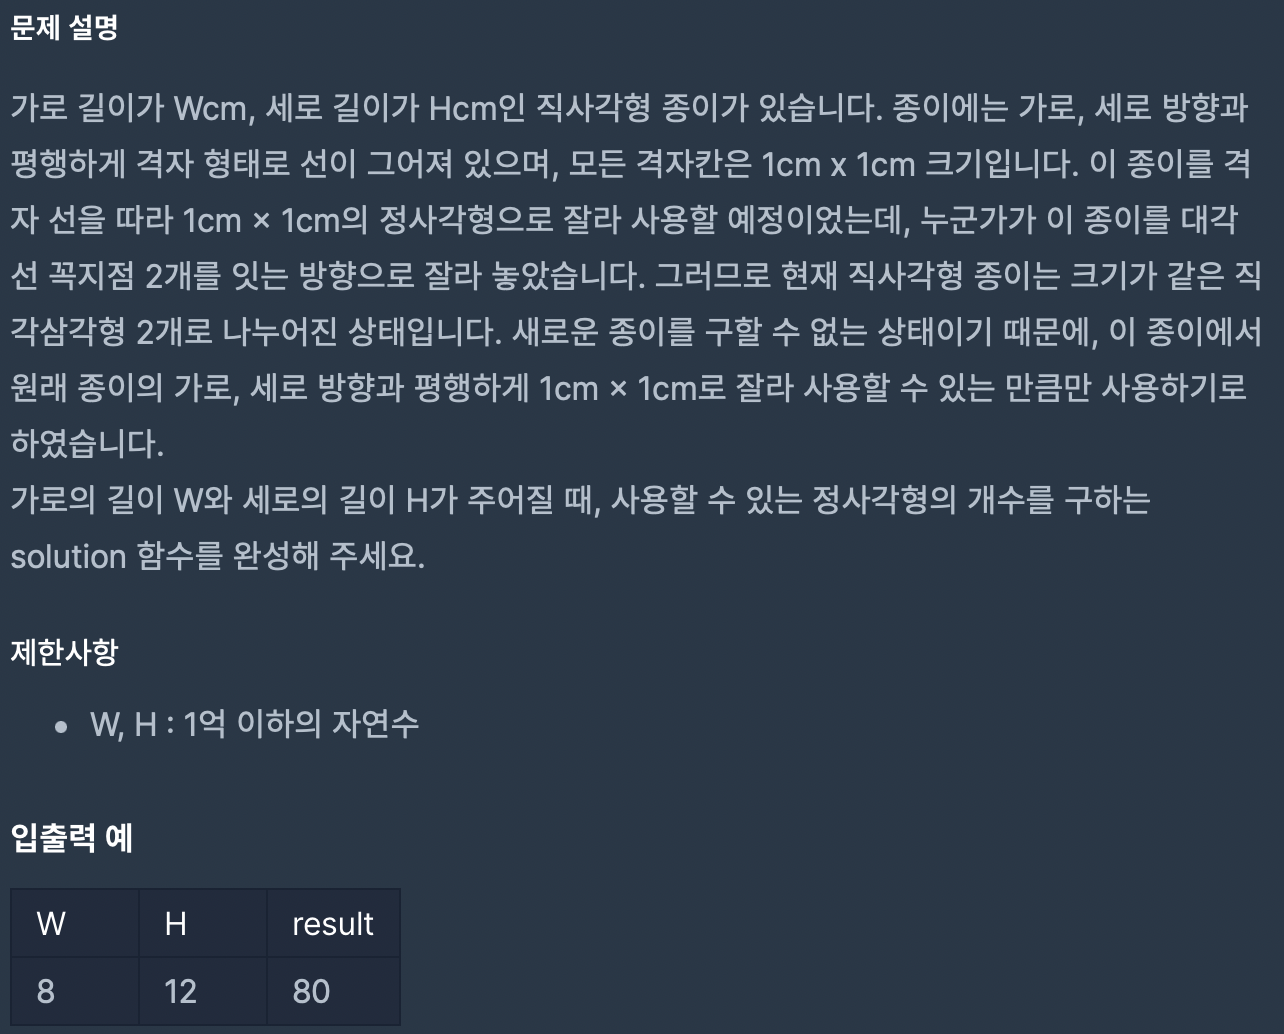 문제 설명
가로 길이가 Wcm, 세로 길이가 Hcm인 직사각형 종이가 있습니다. 종이에는 가로, 세로 방향과
평행하게 격자 형태로 선이 그어져 있으며, 모든 격자칸은 1cm x 1cm 크기입니다. 이 종이를 격
자 선을 따라 1cm × 1cm의 정사각형으로 잘라 사용할 예정이었는데, 누군가가 이 종이를 대각
선 꼭지점 2개를 잇는 방향으로 잘라 놓았습니다. 그러므로 현재 직사각형 종이는 크기가 같은 직
각삼각형 2개로 나누어진 상태입니다. 새로운 종이를 구할 수 없는 상태이기 때문에, 이 종이에서
원래 종이의 가로, 세로 방향과 평행하게 1cm × 1cm로 잘라 사용할 수 있는 만큼만 사용하기로
하였습니다.
가로의 길이 W와 세로의 길이 H가 주어질 때, 사용할 수 있는 정사각형의 개수를 구하는
solution 함수를 완성해 주세요.
제한사항
• W, H : 1억 이하의 자연수
입출력 예
W H result
8 12 80